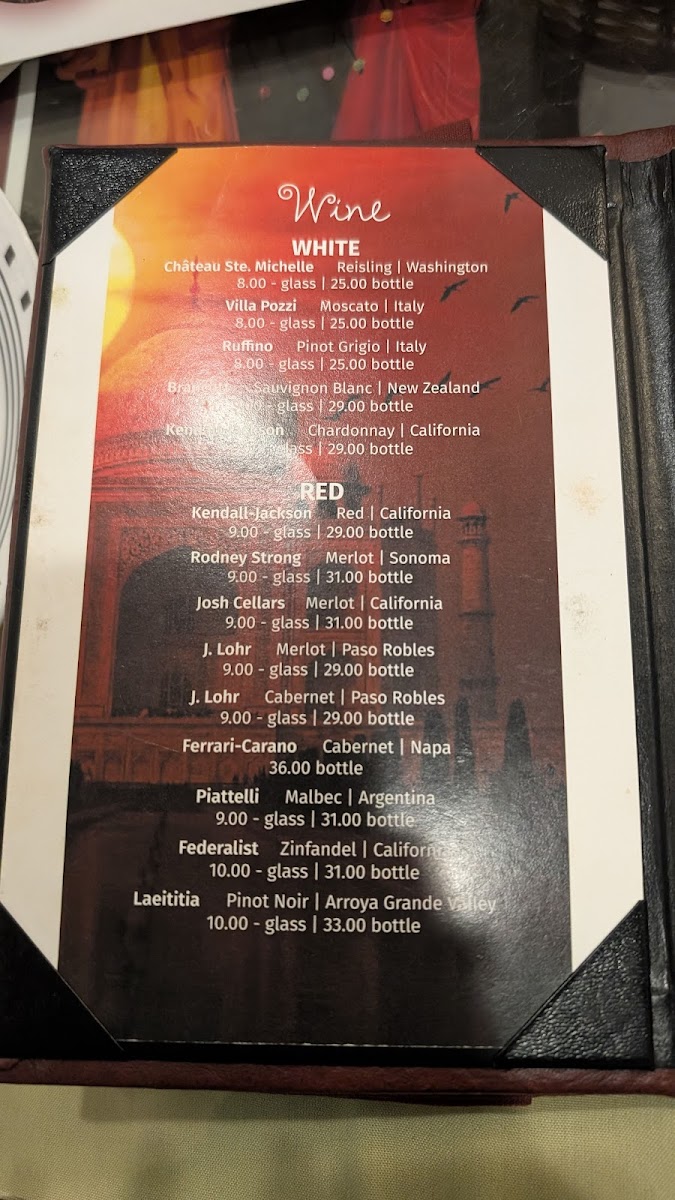 Wine
WHITE
Château Ste. Michelle Reisling | Washington
8.00 - glass | 25.00 bottle
Villa Pozzi Moscato | Italy
8.00 - glass | 25.00 bottle
Ruffino Pinot Grigio | Italy
8.00 - glass | 25.00 bottle
Sauvignon Blanc | New Zealand
- glass | 29.00 bottle
Chardonnay | California
glass | 29.00 bottle
RED
Kendall-Jackson Red | California
9.00 - glass | 29.00 bottle
Rodney Strong Merlot | Sonoma
9.00 - glass | 31.00 bottle
Josh Cellars Merlot | California
9.00 - glass | 31.00 bottle
J. Lohr Merlot | Paso Robles
9.00 - glass | 29.00 bottle
J. Lohr Cabernet | Paso Robles
9.00 - glass | 29.00 bottle
Ferrari-Carano Cabernet | Napa
36.00 bottle
Piattelli Malbec | Argentina
9.00 - glass | 31.00 bottle
Federalist Zinfandel | California
10.00 - glass | 31.00 bottle
Laeititia Pinot Noir | Arroya Grande Valley
10.00 - glass | 33.00 bottle